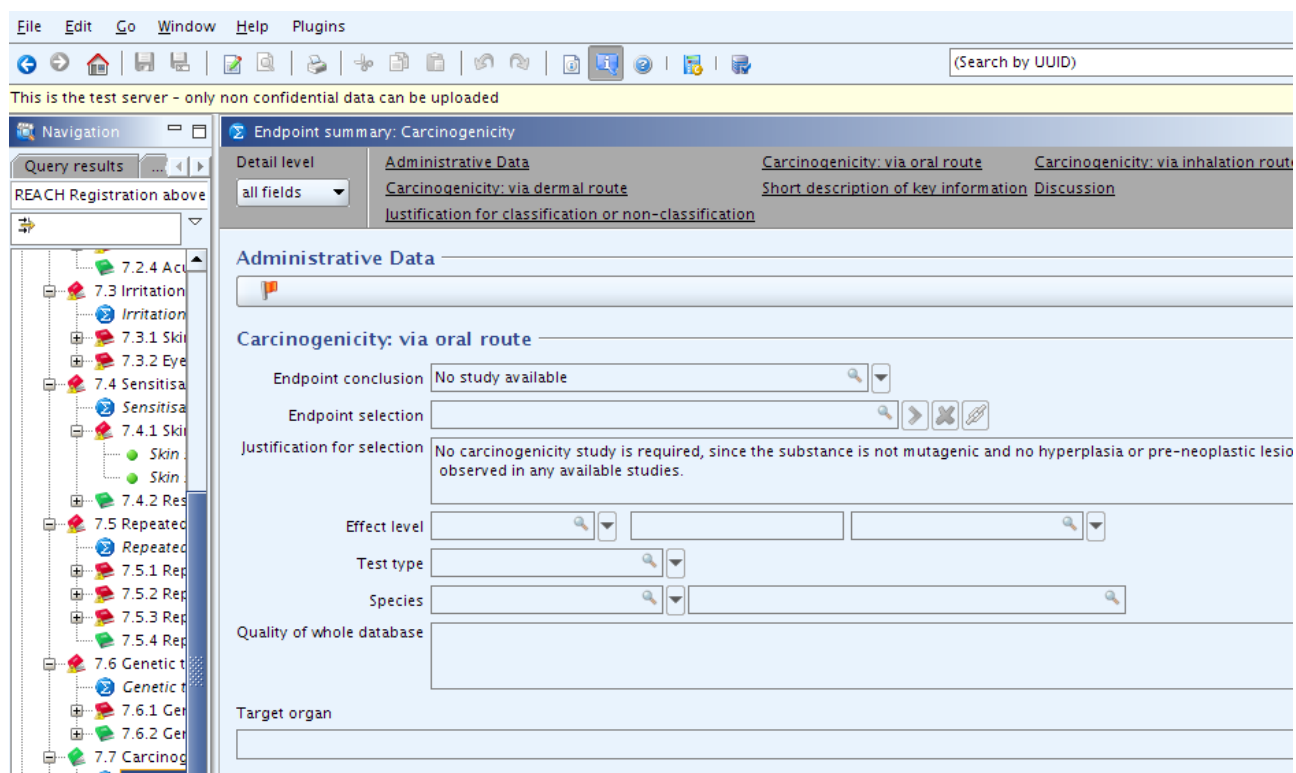 File Edit Go Window Help Plugins
(Search by UUID)
This is the test server - only non confidential data can be uploaded
Navigation
Endpoint summary: Carcinogenicity
Query results ...
Detail level
Administrative Data Carcinogenicity: via oral route Carcinogenicity: via inhalation route
REACH Registration above
all fields
Carcinogenicity: via dermal route Short description of key information Discussion
Justification for classification or non-classification
Administrative Data
7.2.4 Acu
7.3 Irritation
Irritation
7.3.1 Skin
7.3.2 Eye
7.4 Sensitisa
Sensitisa
7.4.1 Skin
Skin
Skin
7.4.2 Res
7.5 Repeated
Repeated
7.5.1 Rep
7.5.2 Rep
7.5.3 Rep
7.5.4 Rep
7.6 Genetic t
Genetic t
7.6.1 Ger
7.6.2 Ger
7.7 Carcinog
Carcinogenicity: via oral route
Endpoint conclusion No study available
Endpoint selection
Justification for selection No carcinogenicity study is required, since the substance is not mutagenic and no hyperplasia or pre-neoplastic lesio
observed in any available studies.
Effect level
Test type
Species
Quality of whole database
Target organ